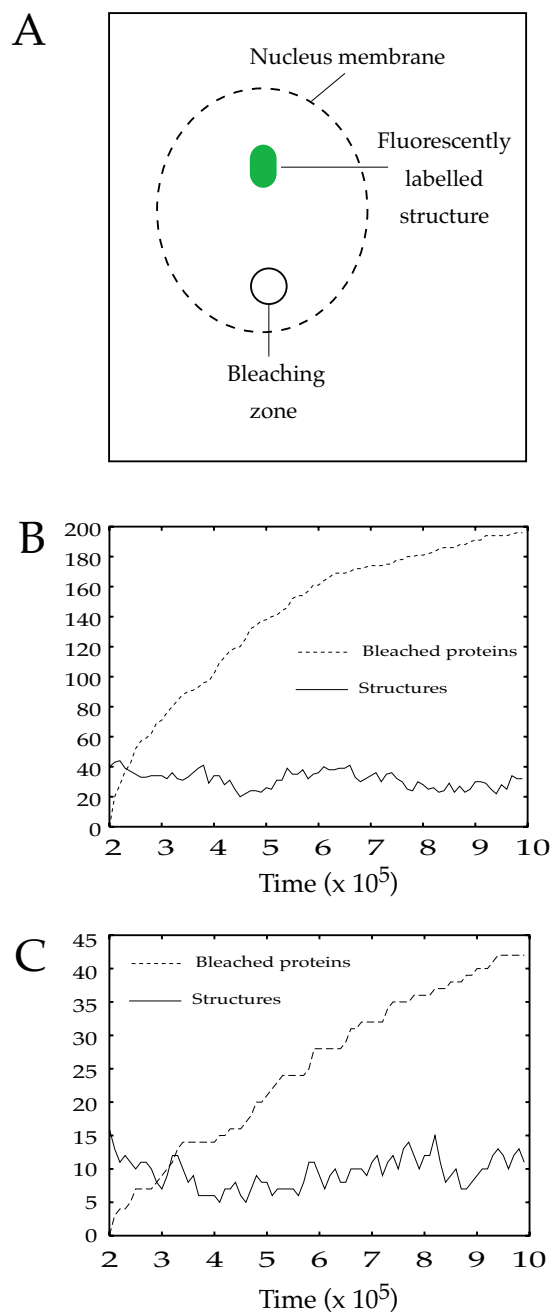 A
Nucleus membrane
Fluorescently
labelled
structure
Bleaching
zone
B
200
180
160
140
120
100
80
60
40
20
0
Bleached proteins
Structures
2 3 4 5 6 7 8 9 10
Time (x 10⁵)
C
45
40
35
30
25
20
15
10
5
0
Bleached proteins
Structures
2 3 4 5 6 7 8 9 10
Time (x 10⁵)